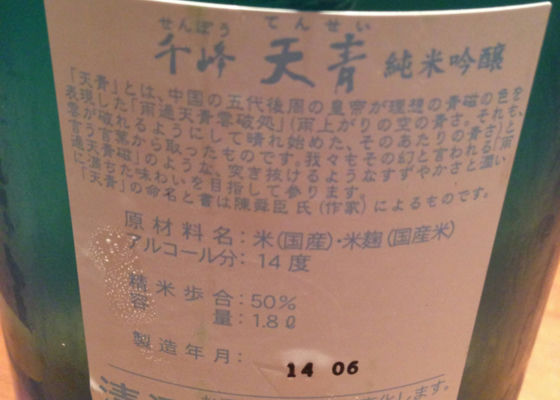 せんぽう てんせい
千峰 天青 純米吟醸
「天青」とは、中国の五代後周の皇帝が理想の青磁の色を
表現した「雨過天青雲破処」(雨上がりの空の青さ。それも、
雲が破れるようにして晴れ始めた、そのあたりの青さ)と
言う言葉から取ったものです。我々もその幻と言われる「雨
過天青磁」のような、突き抜けるようなすずやかさと潤い
に満ちた味わいを目指して参ります。
「天青」の命名と書は陳舜臣氏(作家)によるものです。
原材料名:米(国産)・米麹(国産米)
アルコール分:14度
精米歩合:50%
容量:1.8ℓ
製造年月:
14 06
清
します。